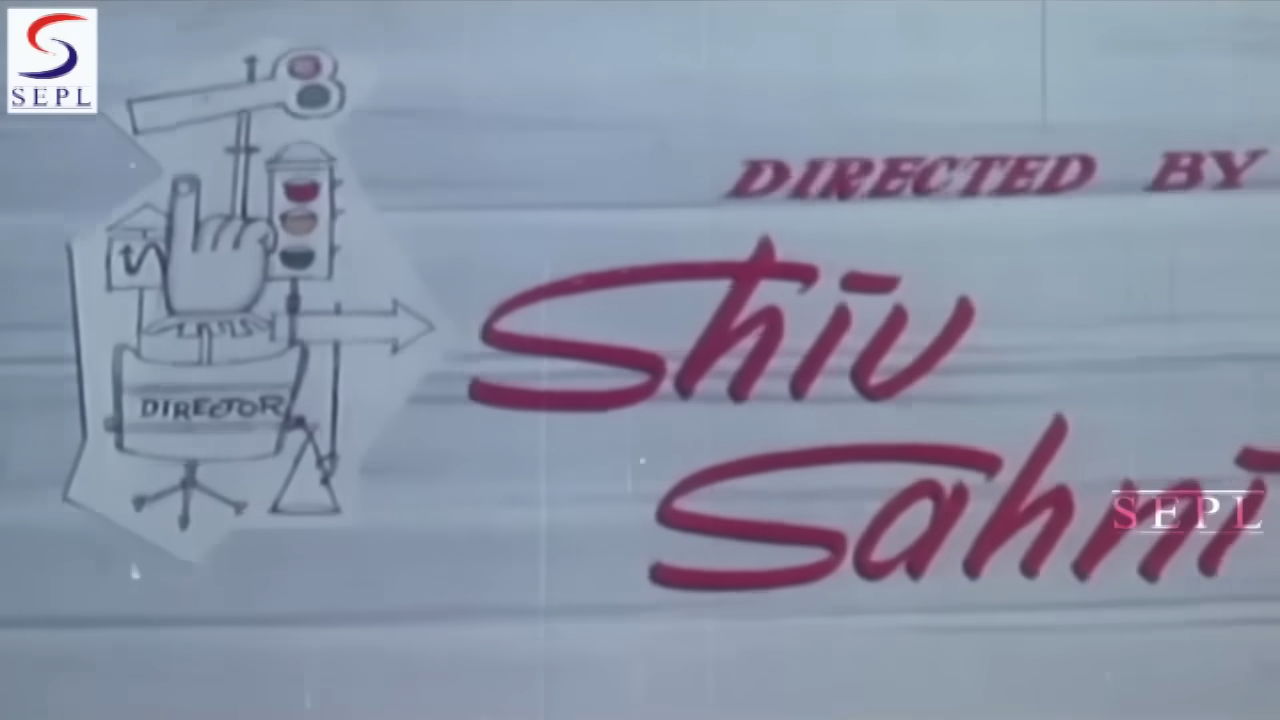 SEPL
DIRECTED BY
Shiv
Sahni
SEPL
DIRECTOR